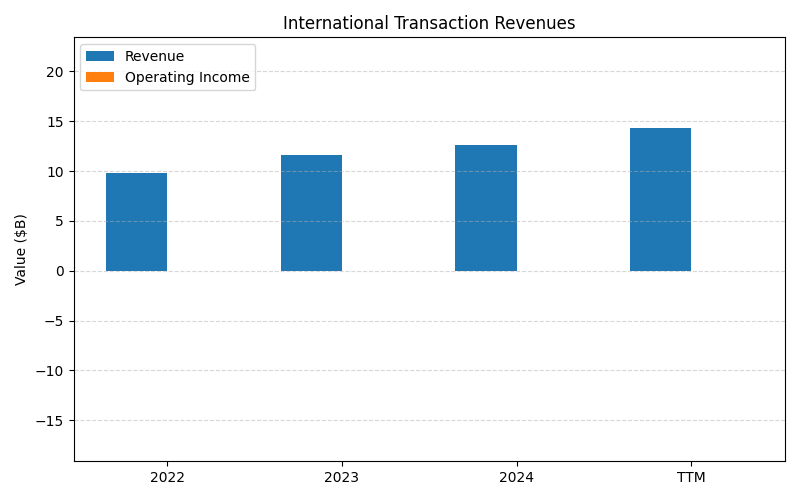 International Transaction Revenues
Revenue
Operating Income
Value ($B)
20
15
10
5
0
−5
−10
−15
2022 2023 2024 TTM